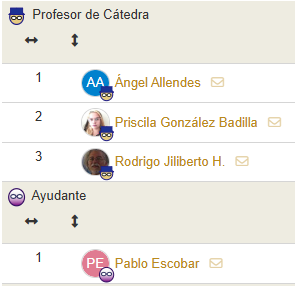 Profesor de Cátedra
1 AA Ángel Allendes
2 Priscila González Badilla
3 Rodrigo Jiliberto H.
Ayudante
1 PE Pablo Escobar